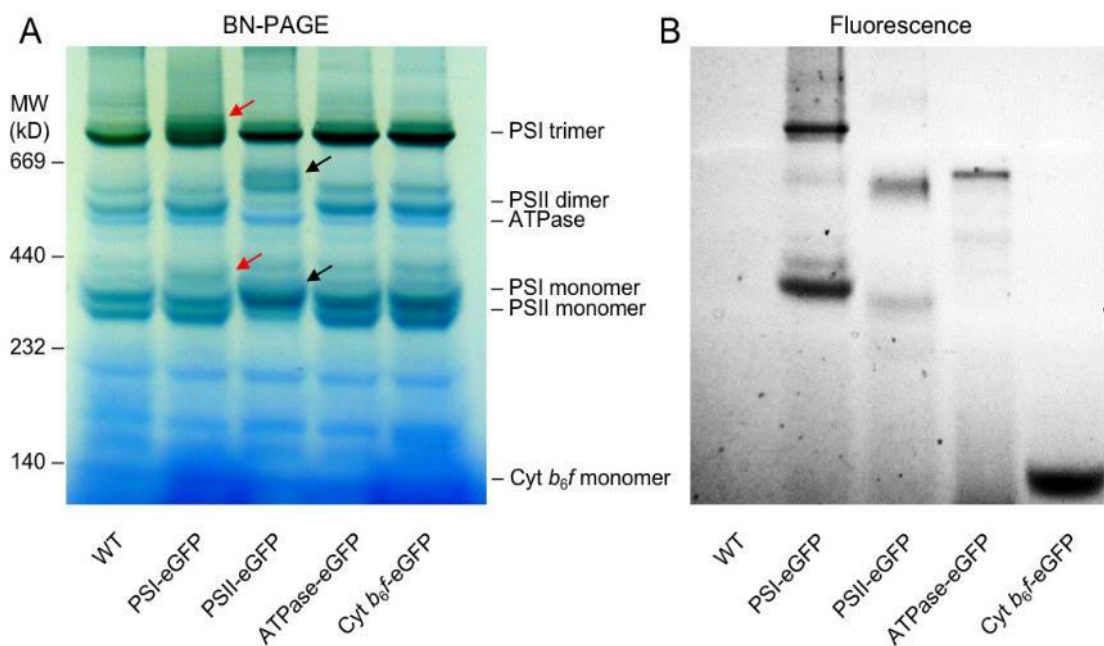 A
BN-PAGE
MW
(kD)
669
440
232
140
PSI trimer
PSII dimer
ATPase
PSI monomer
PSII monomer
Cyt b₆f monomer
WT
PSI-eGFP
PSII-eGFP
ATPase-eGFP
Cyt b₆f-eGFP
B
Fluorescence
WT
PSI-eGFP
PSII-eGFP
ATPase-eGFP
Cyt b₆f-eGFP